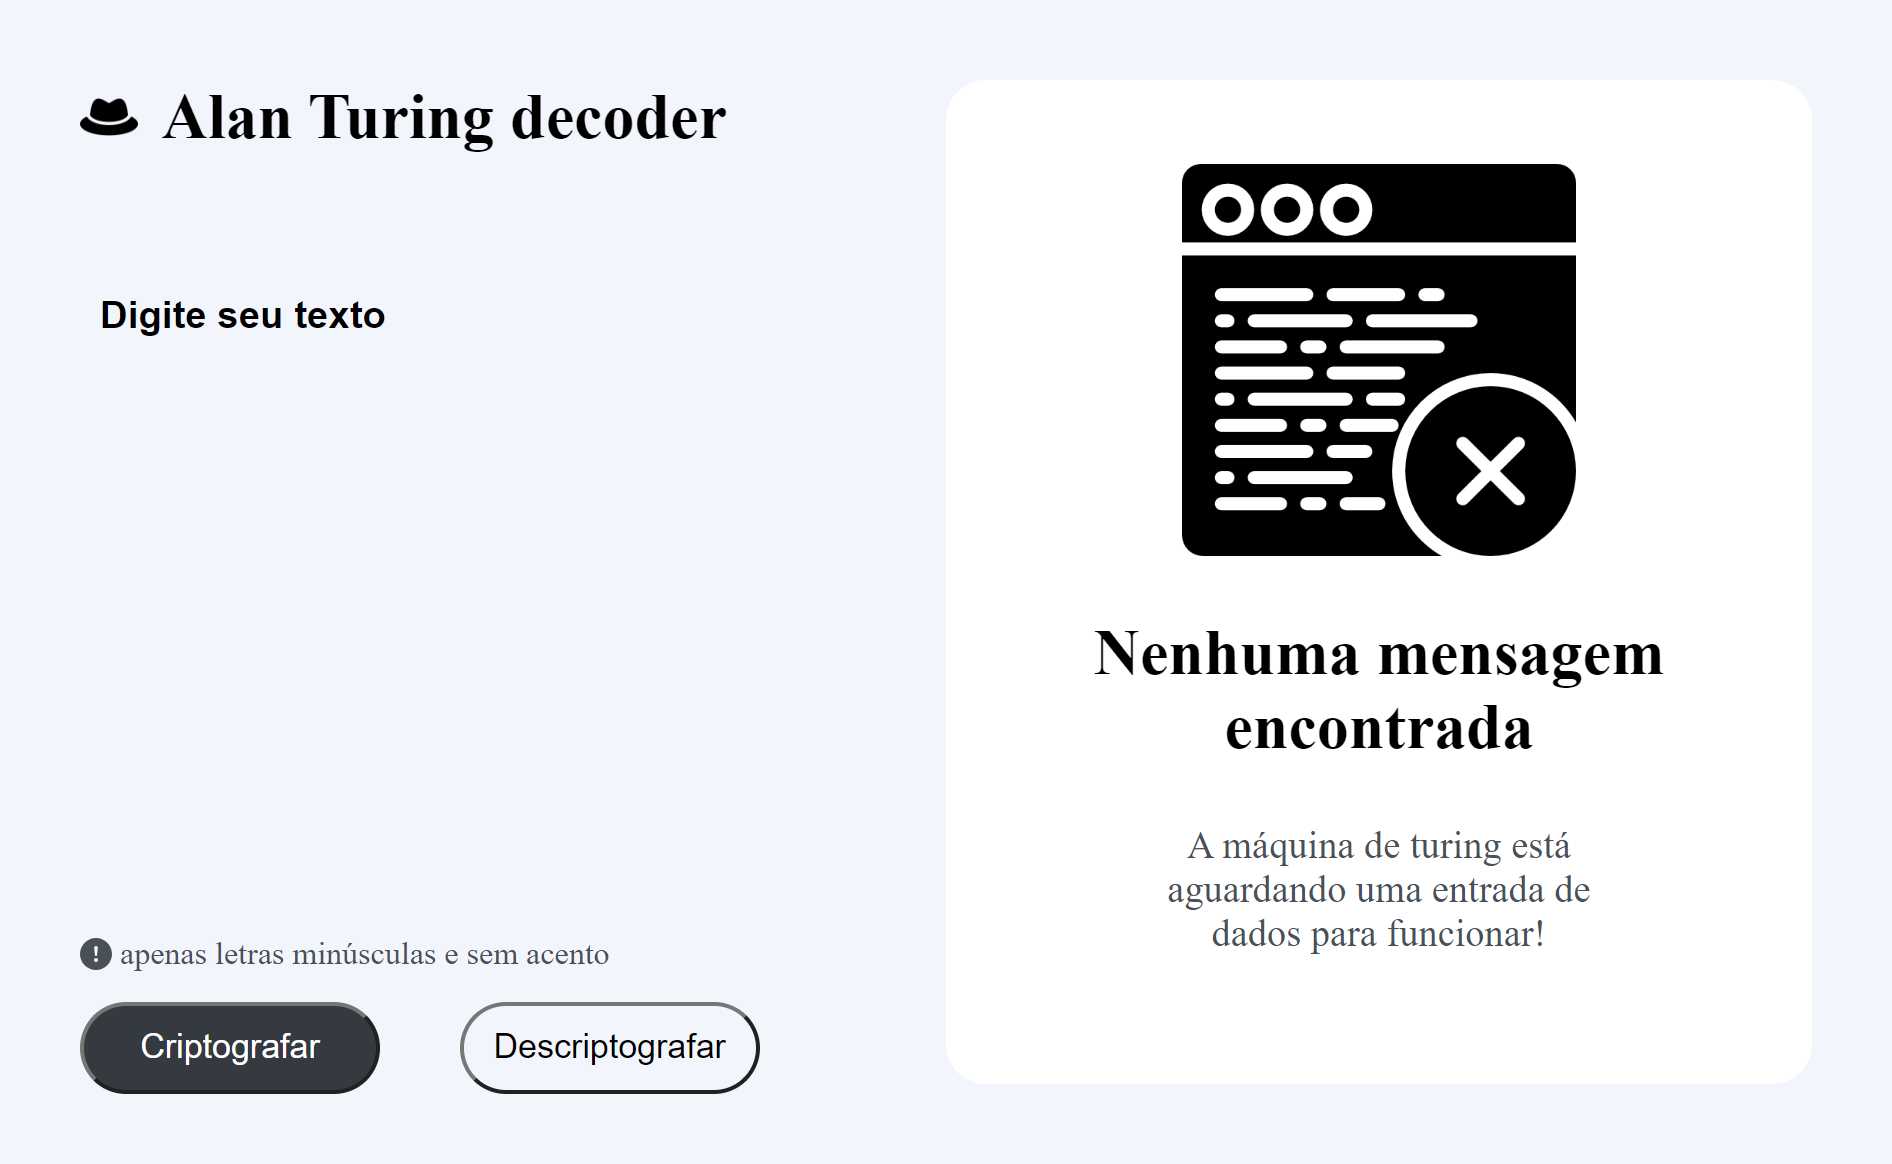 Alan Turing decoder
Digite seu texto
apenas letras minúsculas e sem acento
Criptografar
Descriptografar
Nenhuma mensagem
encontrada
A máquina de turing está
aguardando uma entrada de
dados para funcionar!